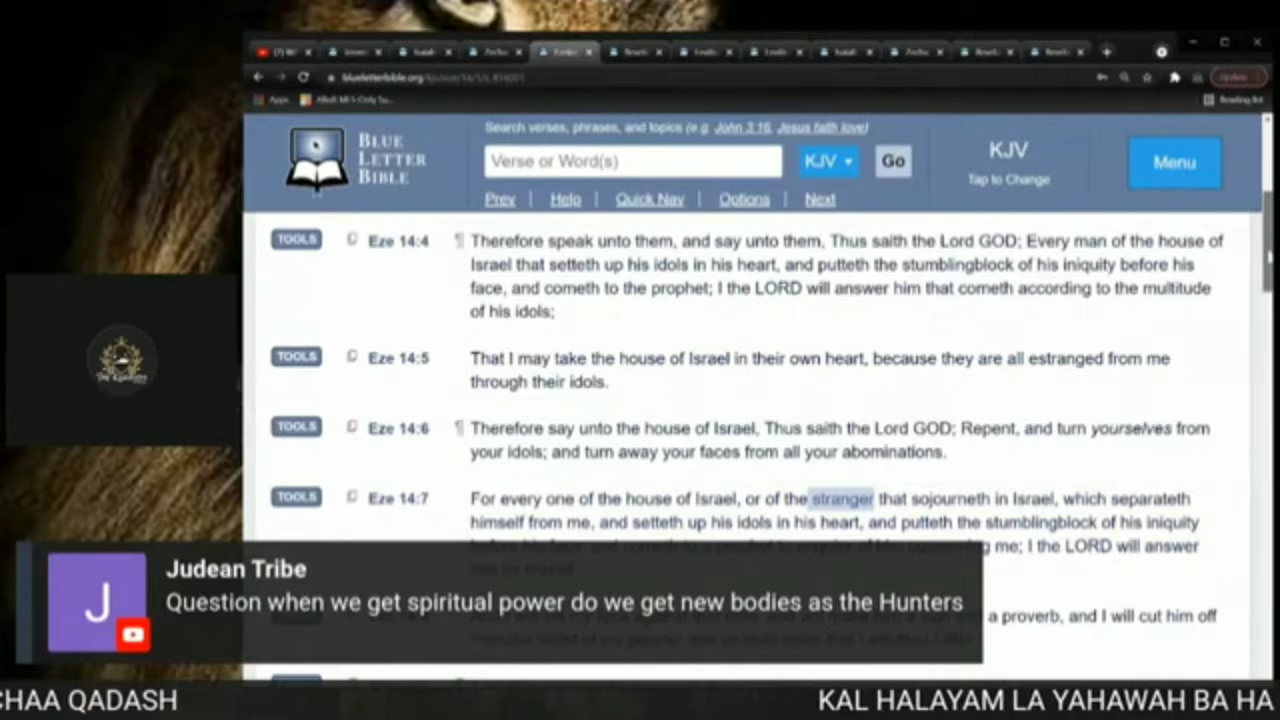 blueletterbible.org
Apps
BLUE
LETTER
BIBLE
Search verses, phrases, and topics (e.g. John 3:16, Jesus faith love)
Verse or Word(s)
KJV
Go
KJV
Tap to Change
Menu
Prev | Help | Quick Nav | Options | Next
TOOLS Eze 14:4 ¶ Therefore speak unto them, and say unto them, Thus saith the Lord GOD; Every man of the house of
Israel that setteth up his idols in his heart, and putteth the stumblingblock of his iniquity before his
face, and cometh to the prophet; I the LORD will answer him that cometh according to the multitude
of his idols;
TOOLS Eze 14:5 That I may take the house of Israel in their own heart, because they are all estranged from me
through their idols.
TOOLS Eze 14:6 ¶ Therefore say unto the house of Israel, Thus saith the Lord GOD; Repent, and turn yourselves from
your idols; and turn away your faces from all your abominations.
TOOLS Eze 14:7 For every one of the house of Israel, or of the stranger that sojourneth in Israel, which separateth
himself from me, and setteth up his idols in his heart, and putteth the stumblingblock of his iniquity
me; I the LORD will answer
a proverb, and I will cut him off
J
Judean Tribe
Question when we get spiritual power do we get new bodies as the Hunters
CHAA QADASH
KAL HALAYAM LA YAHAWAH BA HA